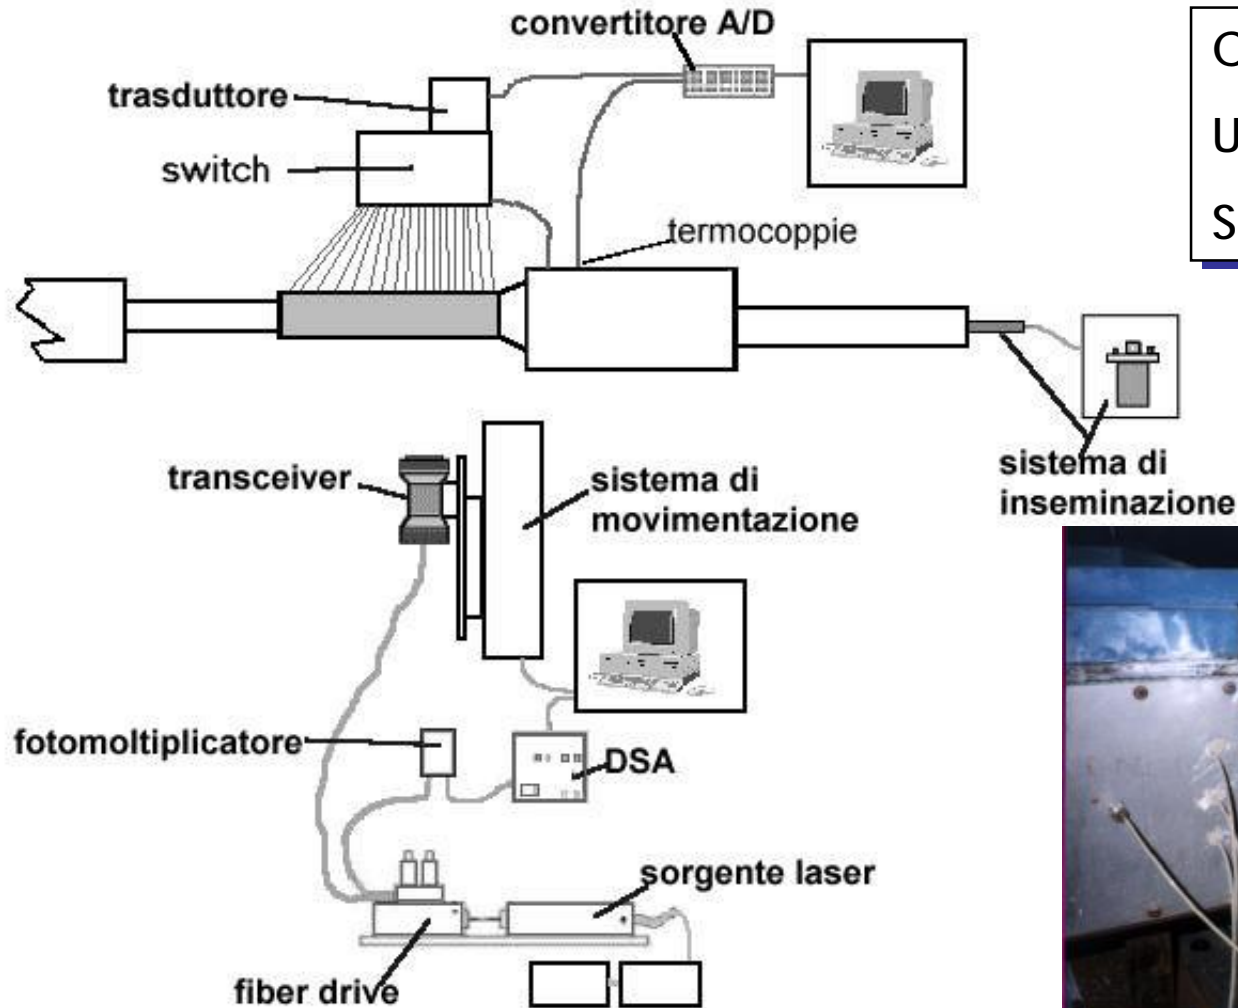 convertitore A/D
trasduttore
switch
termocoppie
sistema di
inseminazione
transceiver
sistema di
movimentazione
fotomoltiplicatore
DSA
sorgente laser
fiber drive
U
S